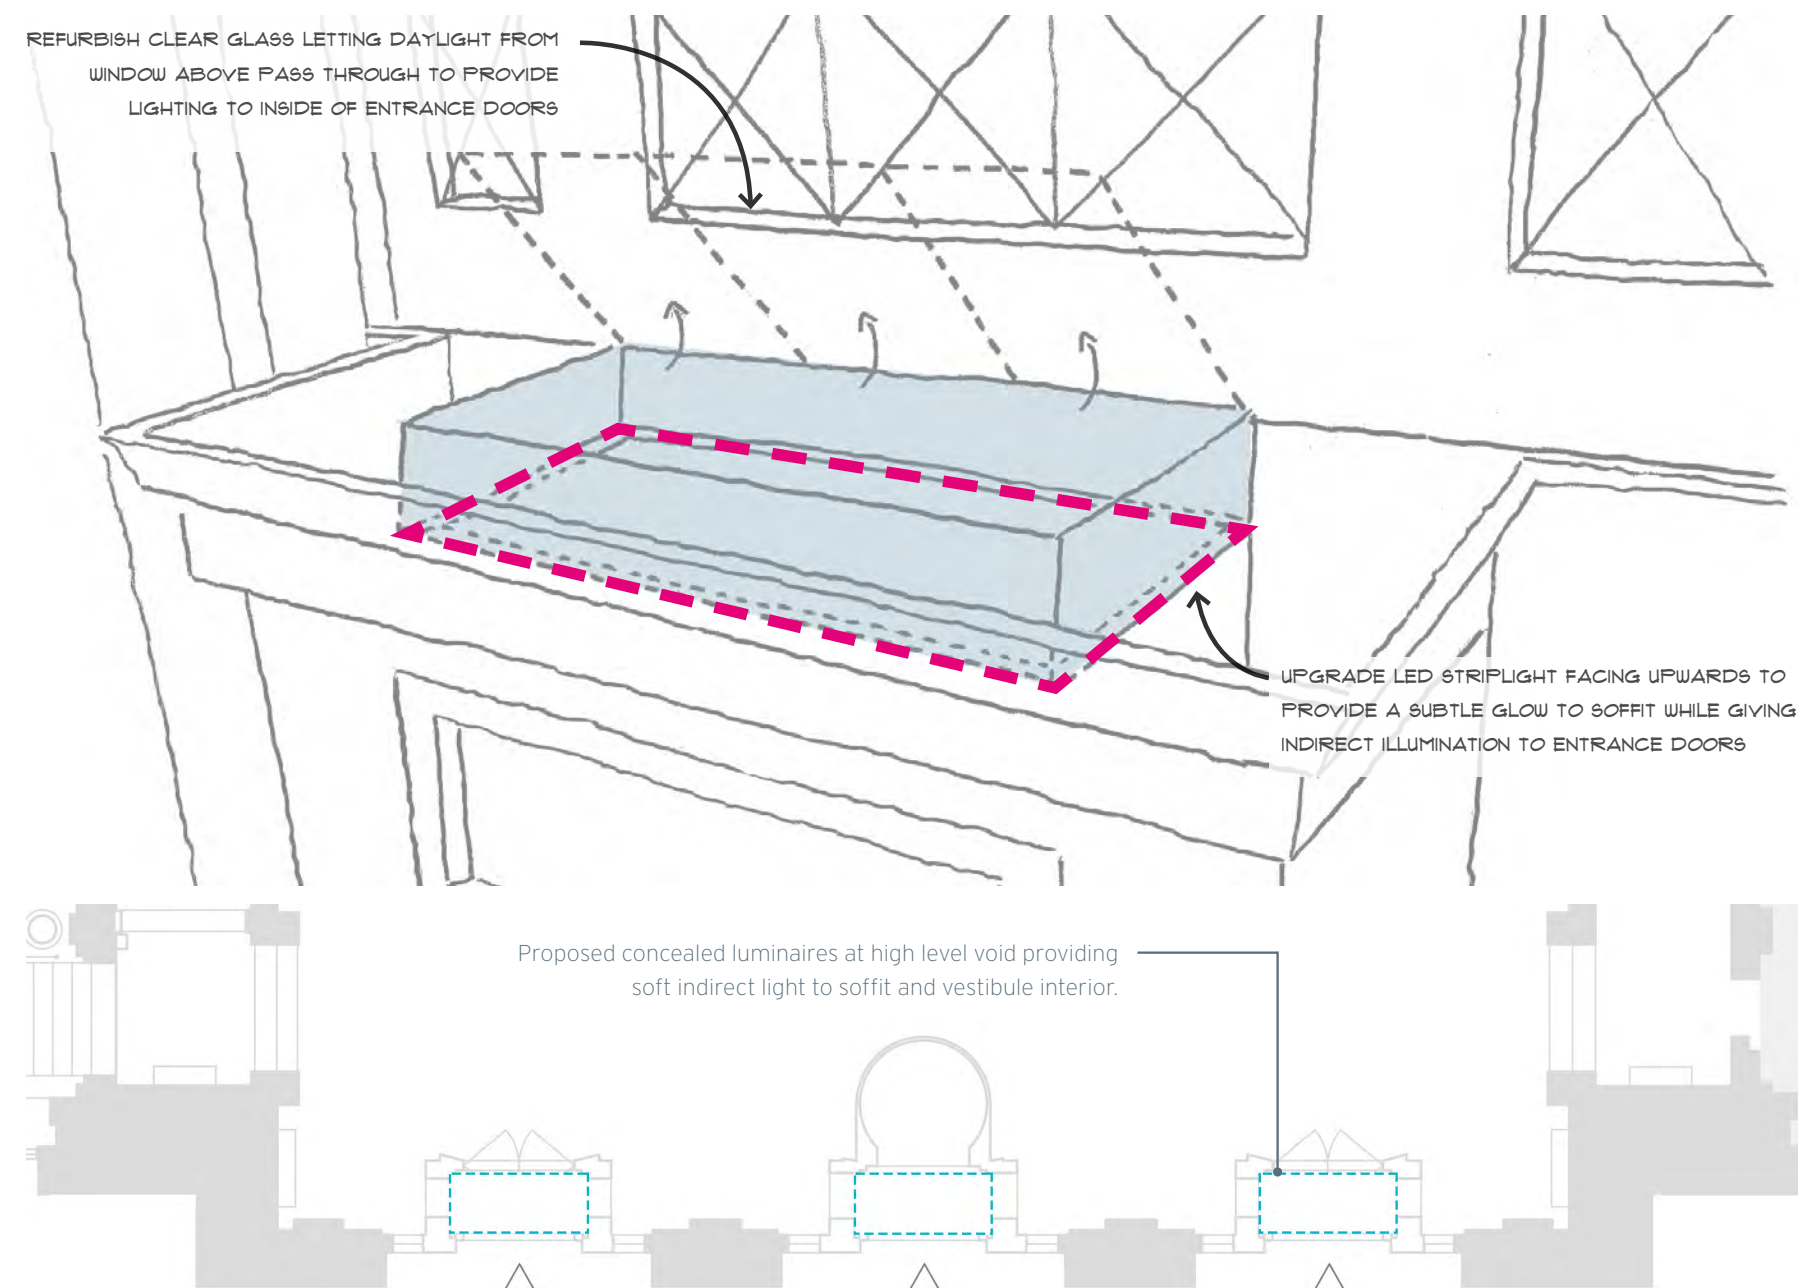 REFURBISH CLEAR GLASS LETTING DAYLIGHT FROM
WINDOW ABOVE PASS THROUGH TO PROVIDE
LIGHTING TO INSIDE OF ENTRANCE DOORS
UPGRADE LED STRIPLIGHT FACING UPWARDS TO
PROVIDE A SUBTLE GLOW TO SOFFIT WHILE GIVING
INDIRECT ILLUMINATION TO ENTRANCE DOORS
Proposed concealed luminaires at high level void providing
soft indirect light to soffit and vestibule interior.